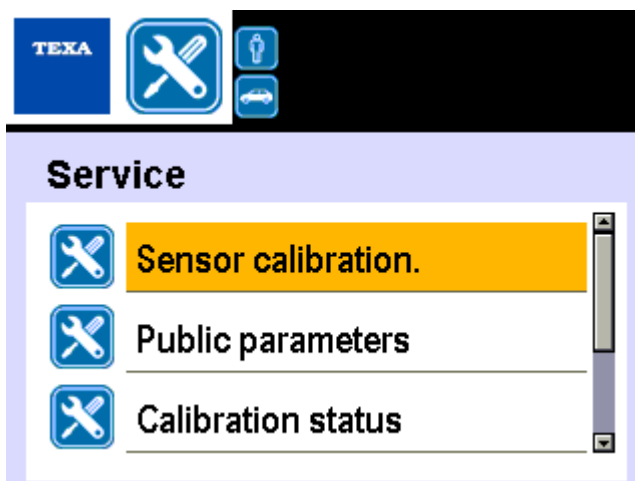 TEXA
Service
Sensor calibration.
Public parameters
Calibration status